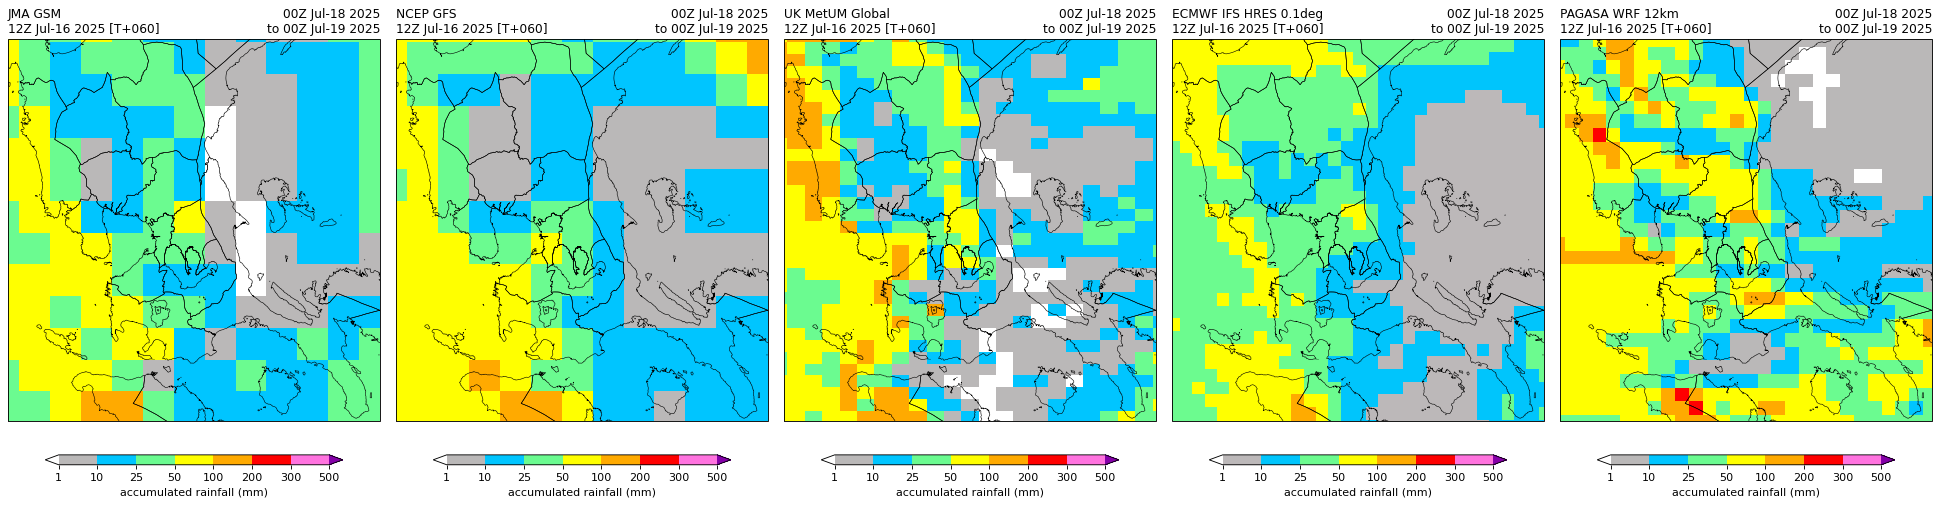 JMA GSM 00Z Jul-18 2025
12Z Jul-16 2025 [T+060] to 00Z Jul-19 2025
NCEP GFS 00Z Jul-18 2025
12Z Jul-16 2025 [T+060] to 00Z Jul-19 2025
UK MetUM Global 00Z Jul-18 2025
12Z Jul-16 2025 [T+060] to 00Z Jul-19 2025
ECMWF IFS HRES 0.1deg 00Z Jul-18 2025
12Z Jul-16 2025 [T+060] to 00Z Jul-19 2025
PAGASA WRF 12km 00Z Jul-18 2025
12Z Jul-16 2025 [T+060] to 00Z Jul-19 2025
1 10 25 50 100 200 300 500
accumulated rainfall (mm)
1 10 25 50 100 200 300 500
accumulated rainfall (mm)
1 10 25 50 100 200 300 500
accumulated rainfall (mm)
1 10 25 50 100 200 300 500
accumulated rainfall (mm)
1 10 25 50 100 200 300 500
accumulated rainfall (mm)